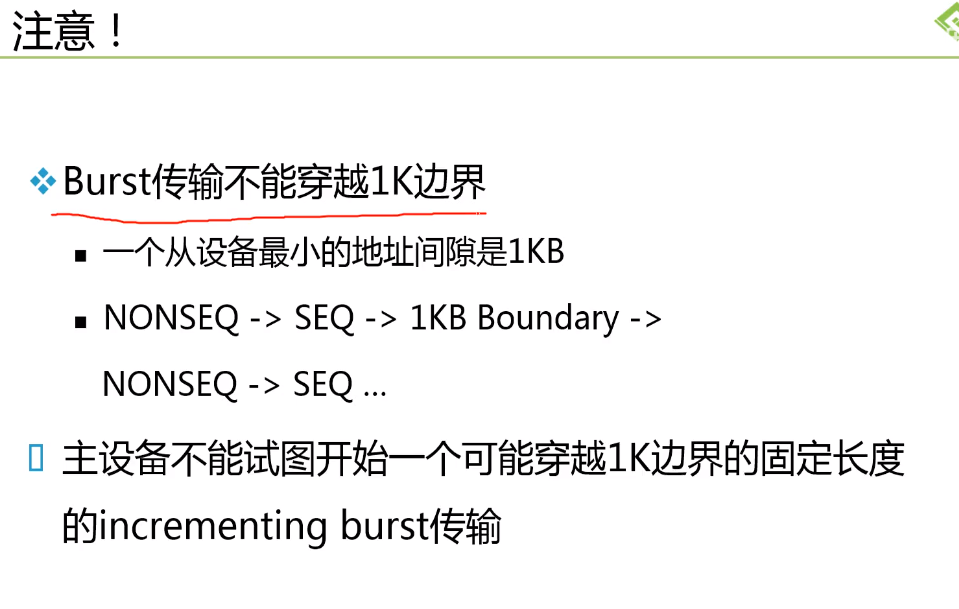 注意！
Burst传输不能穿越1K边界
一个从设备最小的地址间隙是1KB
NONSEQ -> SEQ -> 1KB Boundary ->
NONSEQ -> SEQ ...
主设备不能试图开始一个可能穿越1K边界的固定长度
的incrementing burst传输